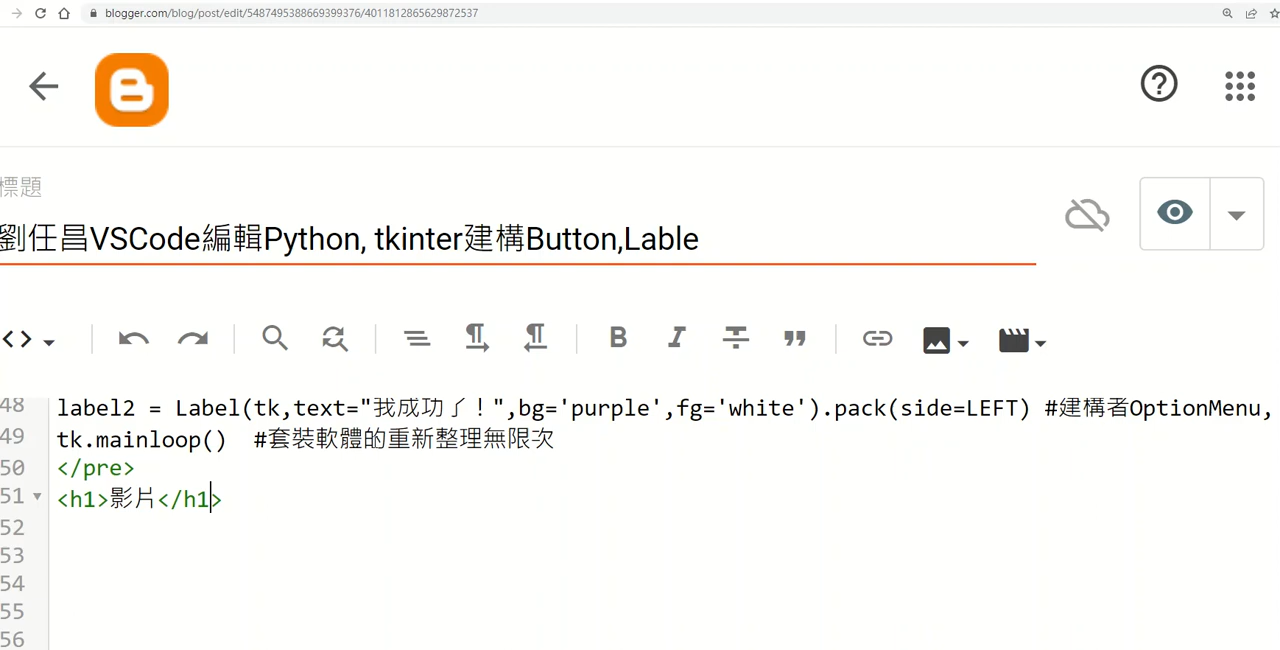 blogger.com/blog/post/edit/5487495388669399376/4011812865629872537
標題
劉任昌VSCode編輯Python, tkinter建構Button,Lable
48 label2 = Label(tk,text="我成功了！",bg='purple',fg='white').pack(side=LEFT) #建構者OptionMenu,
49 tk.mainloop()  #套裝軟體的重新整理無限次
50 </pre>
51 <h1>影片</h1>
52
53
54
55
56